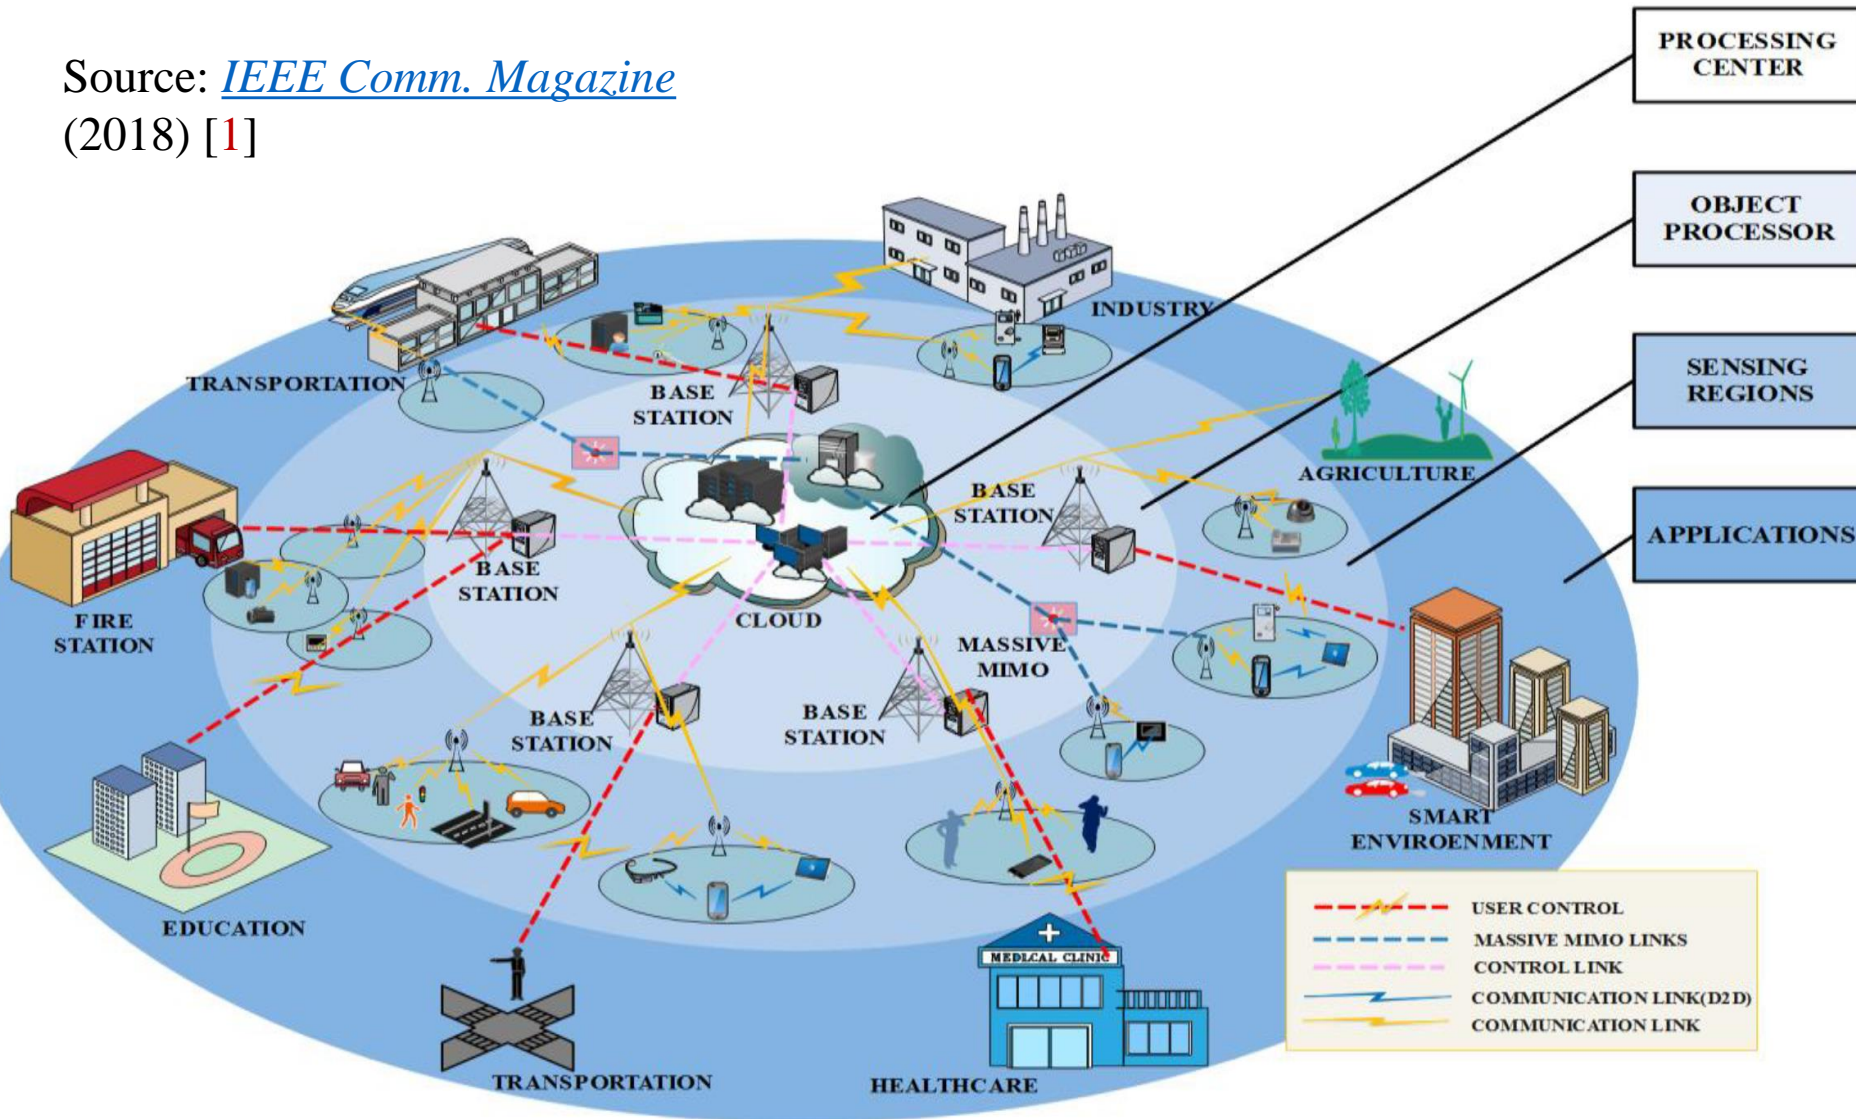 Source: IEEE Comm. Magazine
(2018) [1]
PROCESSING
CENTER
OBJECT
PROCESSOR
SENSING
REGIONS
APPLICATIONS
INDUSTRY
TRANSPORTATION
BASE
STATION
AGRICULTURE
BASE
STATION
BASE
STATION
FIRE
STATION
CLOUD
MASSIVE
MIMO
BASE
STATION
BASE
STATION
SMART
ENVIROENMENT
EDUCATION
MEDLCAL CLINIC
TRANSPORTATION
HEALTHCARE
USER CONTROL
MASSIVE MIMO LINKS
CONTROL LINK
COMMUNICATION LINK(D2D)
COMMUNICATION LINK